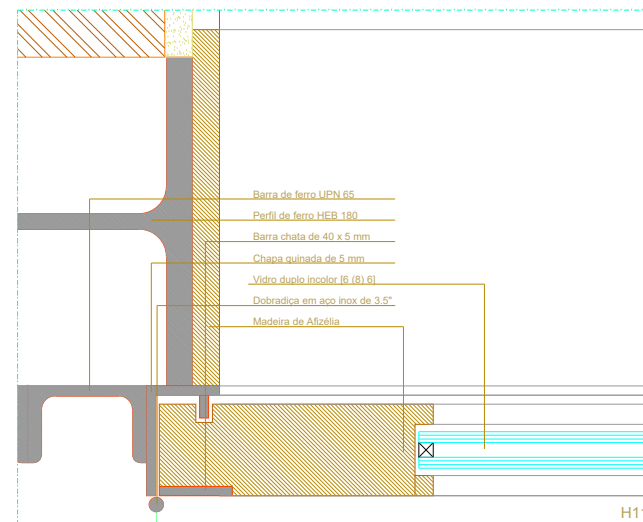 Barra de ferro UPN 65
Perfil de ferro HEB 180
Barra chata de 40 x 5 mm
Chapa quinada de 5 mm
Vidro duplo incolor [6 (8) 6]
Dobradiça em aço inox de 3.5"
Madeira de Afizélia